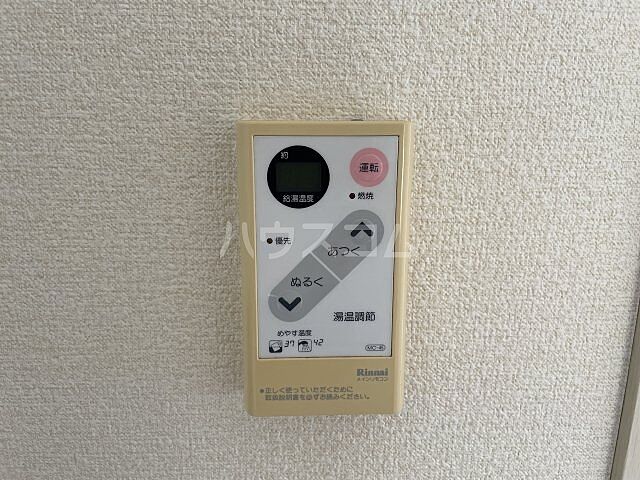 約
運転
給湯温度
燃焼
優先
あつく
ぬるく
湯温調節
めやす温度
37 42
Rinnai
メインリモコン
●正しく使っていただくために
取扱説明書を必ずお読みください。
ハウスコム